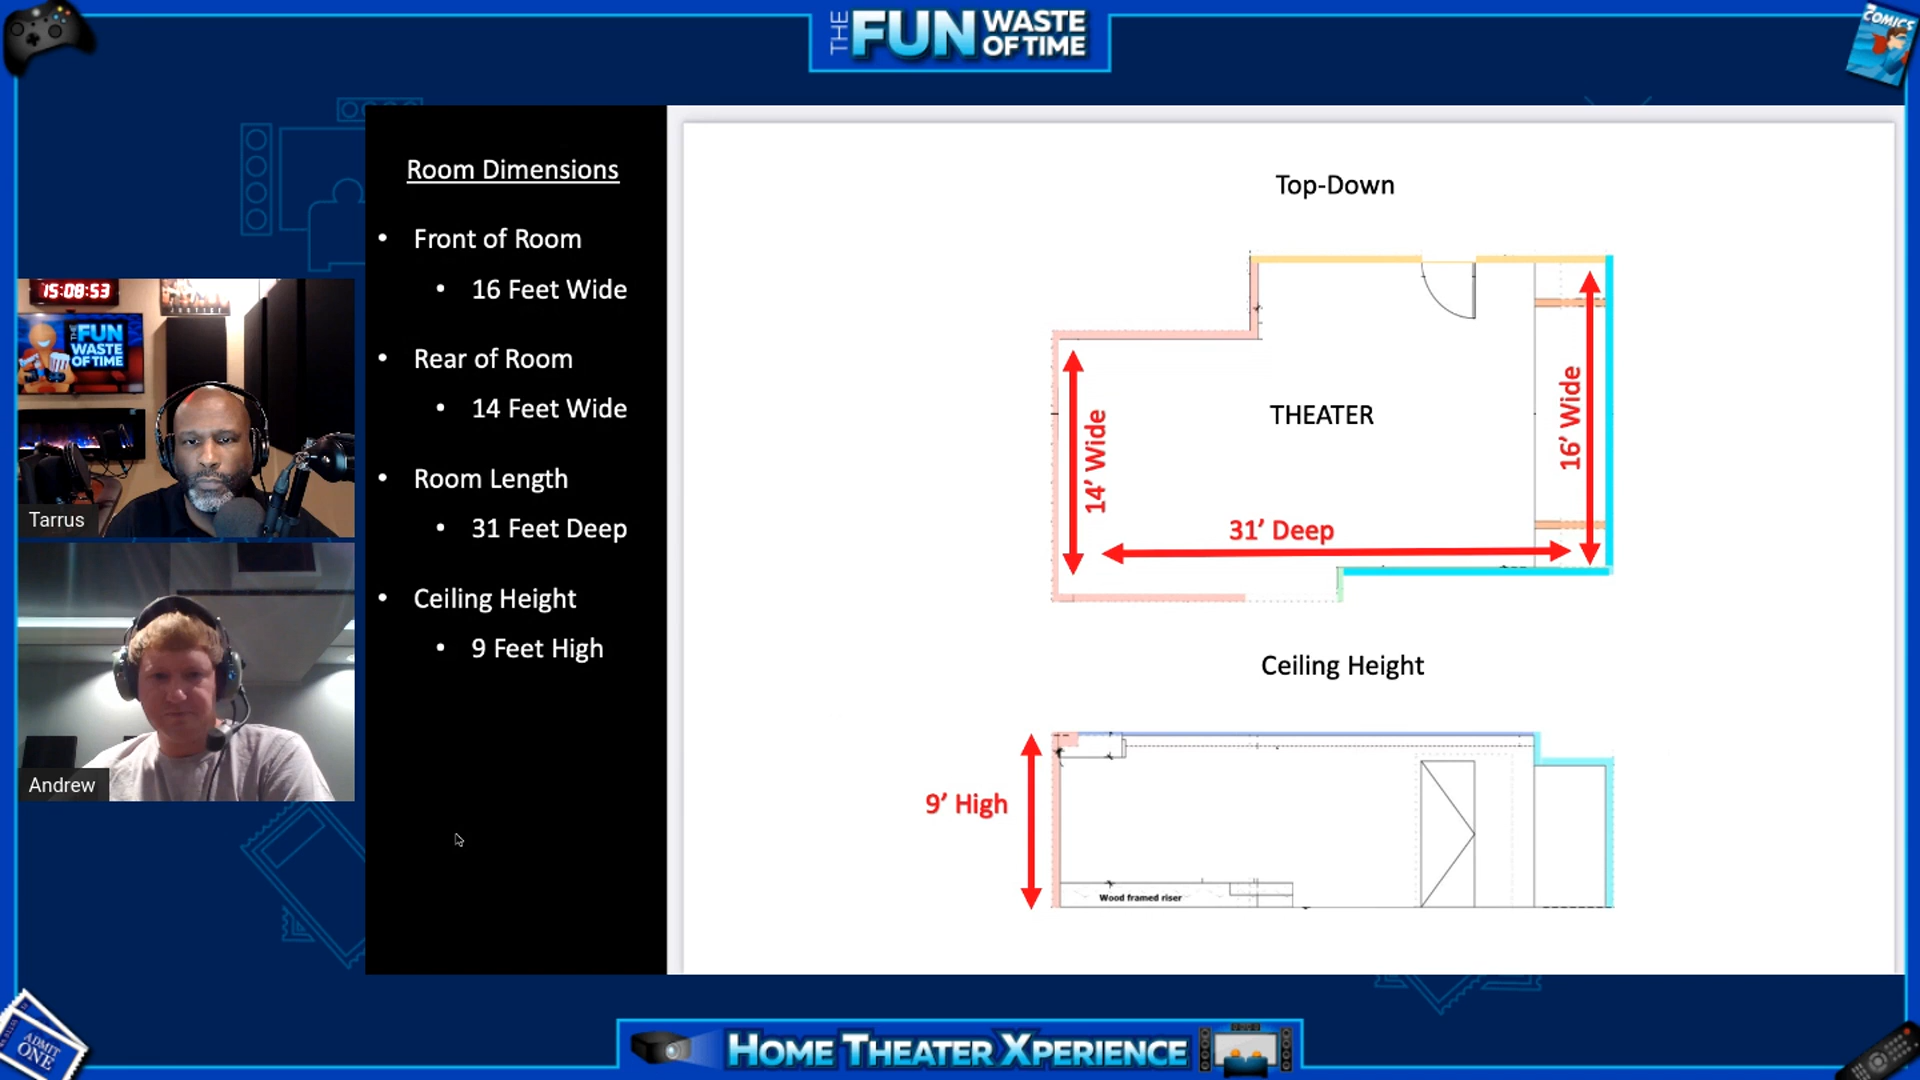 THE FUN WASTE OF TIME
COMICS
Room Dimensions
• Front of Room
• 16 Feet Wide
• Rear of Room
• 14 Feet Wide
• Room Length
• 31 Feet Deep
• Ceiling Height
• 9 Feet High
Top-Down
THEATER
14’ Wide
16’ Wide
31’ Deep
Ceiling Height
9’ High
Wood framed riser
15:08:53
THE FUN WASTE OF TIME
Tarrus
Andrew
ADMIT ONE
HOME THEATER XPERIENCE